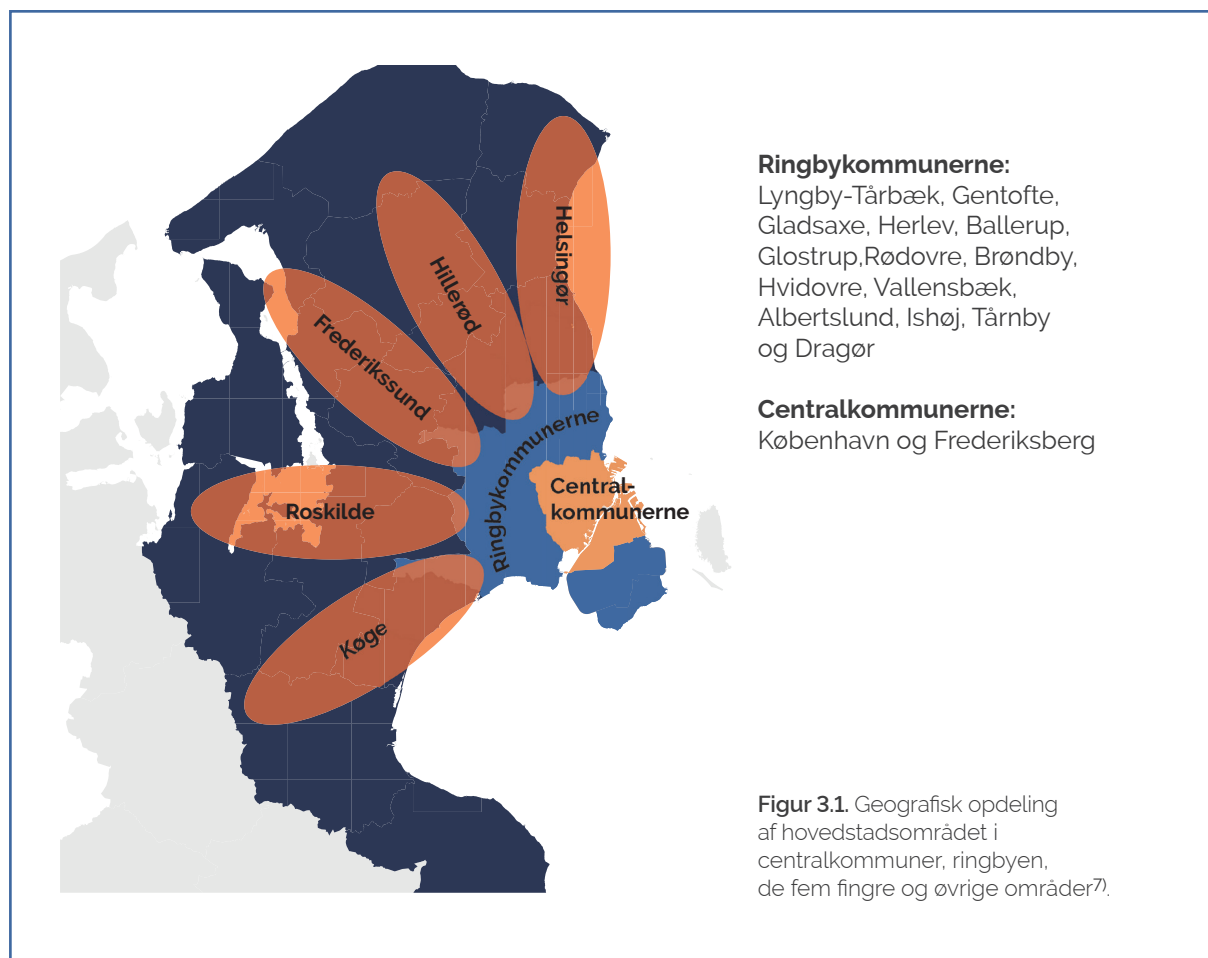 Helsingør
Hillerød
Frederikssund
Ringbykommunerne
Central-
kommunerne
Roskilde
Køge
Ringbykommunerne:
Lyngby-Tårbæk, Gentofte,
Gladsaxe, Herlev, Ballerup,
Glostrup,Rødovre, Brøndby,
Hvidovre, Vallensbæk,
Albertslund, Ishøj, Tårnby
og Dragør
Centralkommunerne:
København og Frederiksberg
Figur 3.1. Geografisk opdeling
af hovedstadsområdet i
centralkommuner, ringbyen,
de fem fingre og øvrige områder⁷⁾.